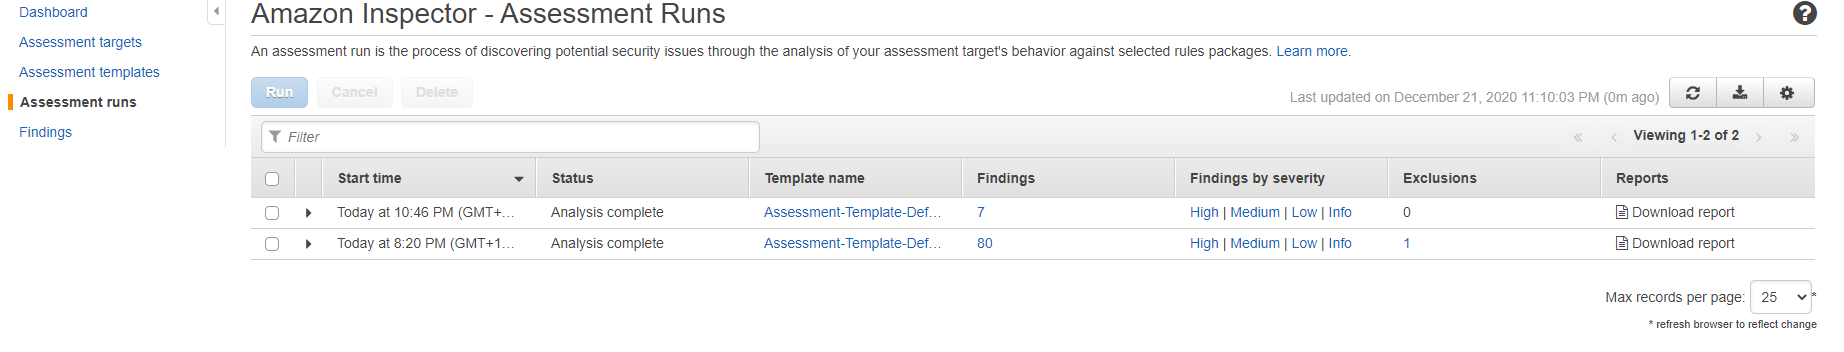 Dashboard
Assessment targets
Assessment templates
Assessment runs
Findings
Amazon Inspector - Assessment Runs
?
An assessment run is the process of discovering potential security issues through the analysis of your assessment target's behavior against selected rules packages. Learn more.
Run Cancel Delete
Last updated on December 21, 2020 11:10:03 PM (0m ago)
Filter
« ‹ Viewing 1-2 of 2 › »
Start time Status Template name Findings Findings by severity Exclusions Reports
Today at 10:46 PM (GMT+... Analysis complete Assessment-Template-Def... 7 High | Medium | Low | Info 0 Download report
Today at 8:20 PM (GMT+1... Analysis complete Assessment-Template-Def... 80 High | Medium | Low | Info 1 Download report
Max records per page: 25 *
* refresh browser to reflect change